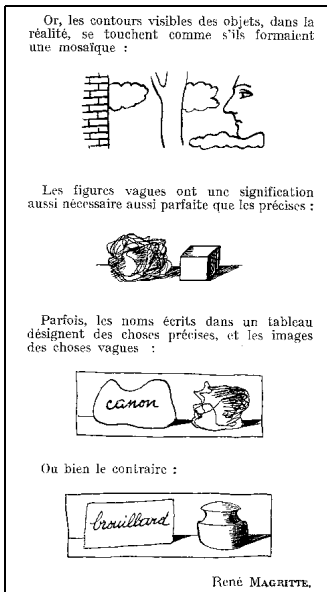 Or, les contours visibles des objets, dans la
réalité, se touchent comme s'ils formaient
une mosaïque :
Les figures vagues ont une signification
aussi nécessaire aussi parfaite que les précises :
Parfois, les noms écrits dans un tableau
désignent des choses précises, et les images
des choses vagues :
canon
Ou bien le contraire :
brouillard
René MAGRITTE.